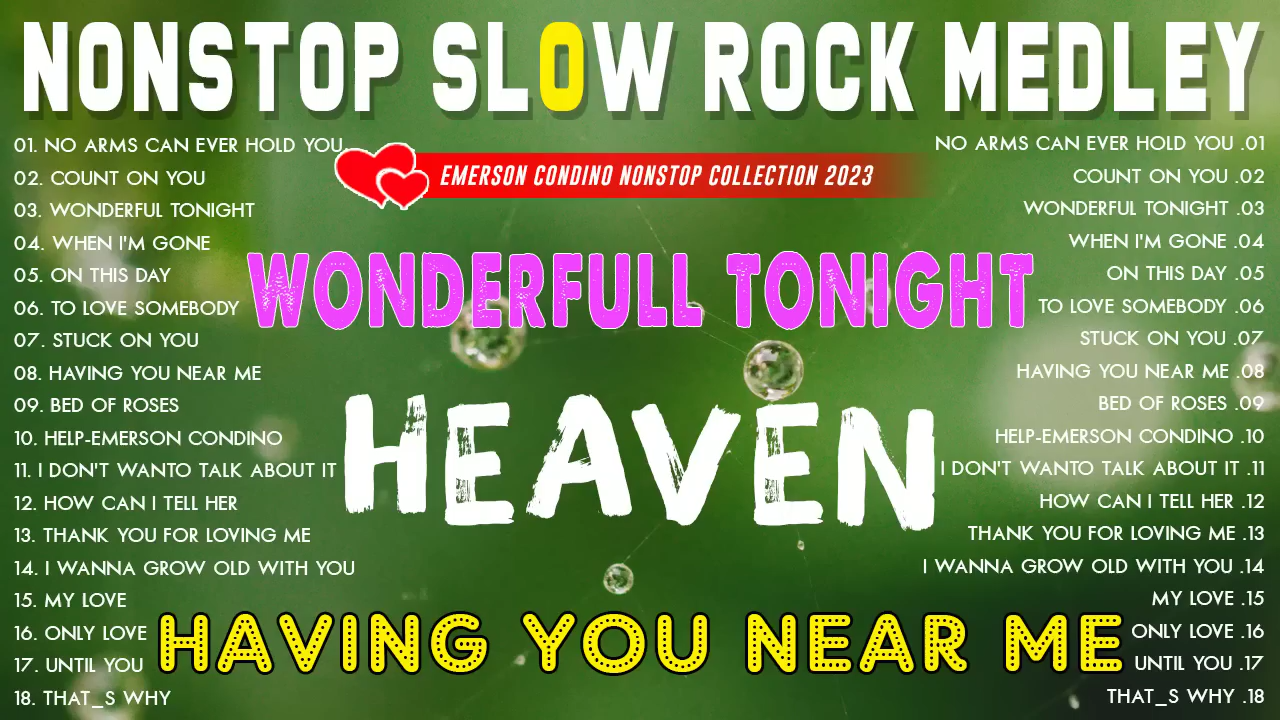 NONSTOP SLOW ROCK MEDLEY
EMERSON CONDINO NONSTOP COLLECTION 2023
01. NO ARMS CAN EVER HOLD YOU
02. COUNT ON YOU
03. WONDERFUL TONIGHT
04. WHEN I'M GONE
05. ON THIS DAY
06. TO LOVE SOMEBODY
07. STUCK ON YOU
08. HAVING YOU NEAR ME
09. BED OF ROSES
10. HELP-EMERSON CONDINO
11. I DON'T WANTO TALK ABOUT IT
12. HOW CAN I TELL HER
13. THANK YOU FOR LOVING ME
14. I WANNA GROW OLD WITH YOU
15. MY LOVE
16. ONLY LOVE
17. UNTIL YOU
18. THAT_S WHY
WONDERFULL TONIGHT
HEAVEN
HAVING YOU NEAR ME
NO ARMS CAN EVER HOLD YOU .01
COUNT ON YOU .02
WONDERFUL TONIGHT .03
WHEN I'M GONE .04
ON THIS DAY .05
TO LOVE SOMEBODY .06
STUCK ON YOU .07
HAVING YOU NEAR ME .08
BED OF ROSES .09
HELP-EMERSON CONDINO .10
I DON'T WANTO TALK ABOUT IT .11
HOW CAN I TELL HER .12
THANK YOU FOR LOVING ME .13
I WANNA GROW OLD WITH YOU .14
MY LOVE .15
ONLY LOVE .16
UNTIL YOU .17
THAT_S WHY .18